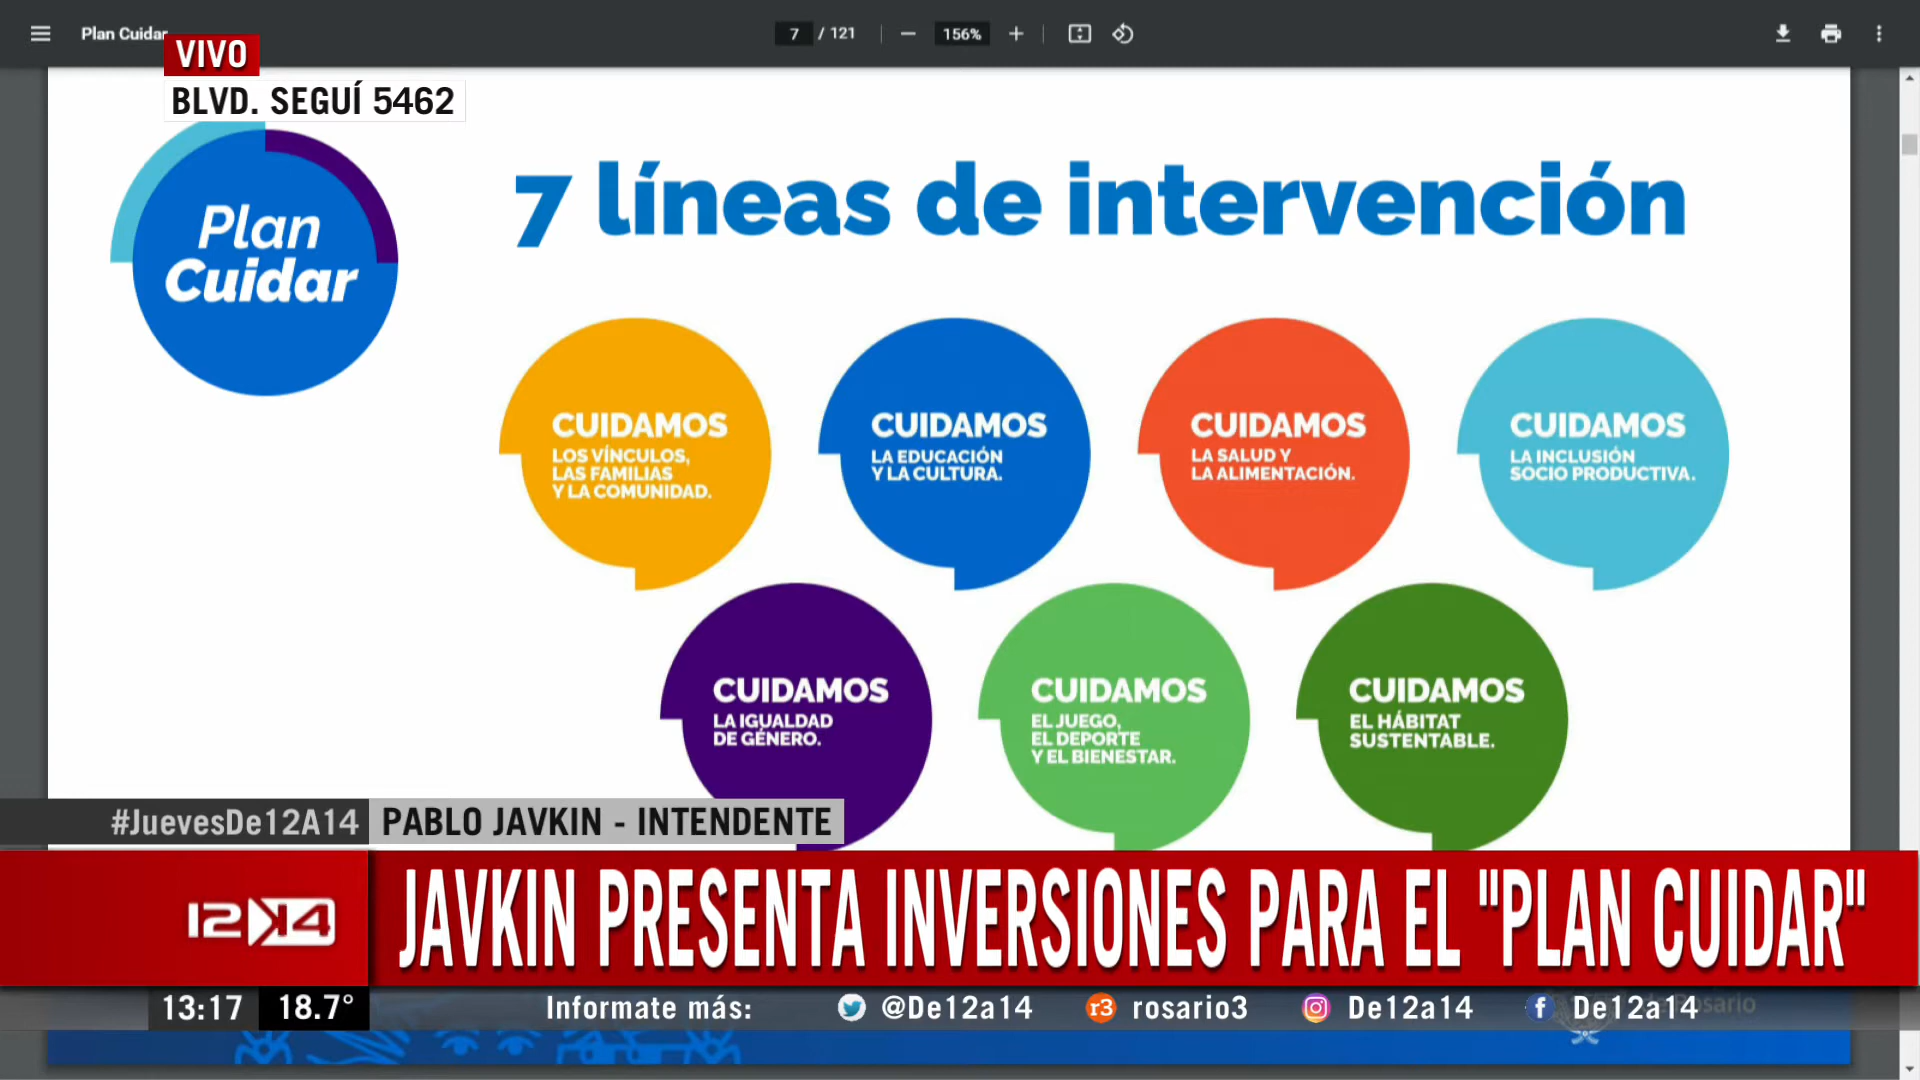 Plan Cuidar
7 / 121
156%
VIVO
BLVD. SEGUÍ 5462
Plan
Cuidar
7 líneas de intervención
CUIDAMOS
LOS VÍNCULOS,
LAS FAMILIAS
Y LA COMUNIDAD.
CUIDAMOS
LA EDUCACIÓN
Y LA CULTURA.
CUIDAMOS
LA SALUD Y
LA ALIMENTACIÓN.
CUIDAMOS
LA INCLUSIÓN
SOCIO PRODUCTIVA.
CUIDAMOS
LA IGUALDAD
DE GÉNERO.
CUIDAMOS
EL JUEGO,
EL DEPORTE
Y EL BIENESTAR.
CUIDAMOS
EL HÁBITAT
SUSTENTABLE.
#JuevesDe12A14 PABLO JAVKIN - INTENDENTE
12 14
JAVKIN PRESENTA INVERSIONES PARA EL "PLAN CUIDAR"
13:17 18.7° Informate más: @De12a14 r3 rosario3 De12a14 f De12a14